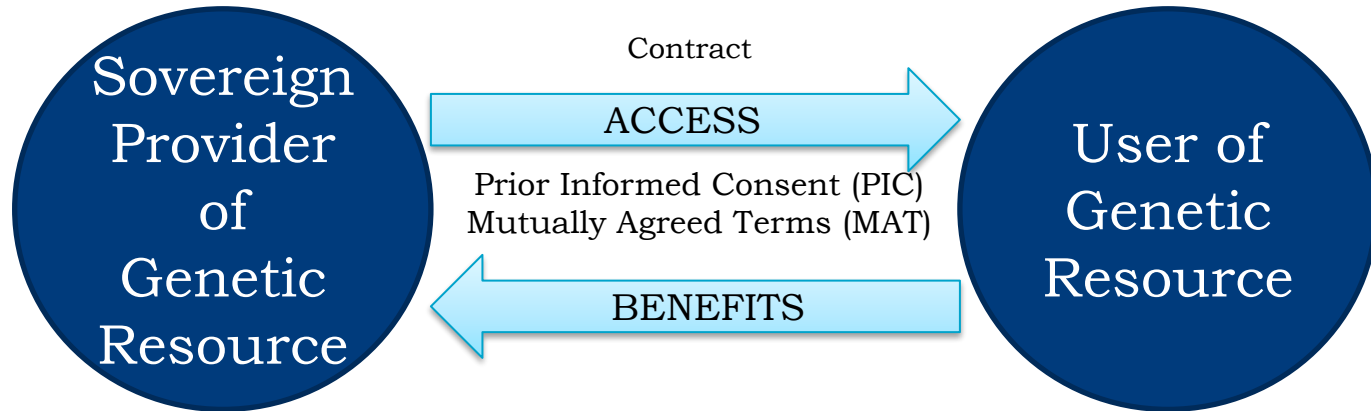 Sovereign
Provider
of
Genetic
Resource
Contract
ACCESS
Prior Informed Consent (PIC)
Mutually Agreed Terms (MAT)
BENEFITS
User of
Genetic
Resource